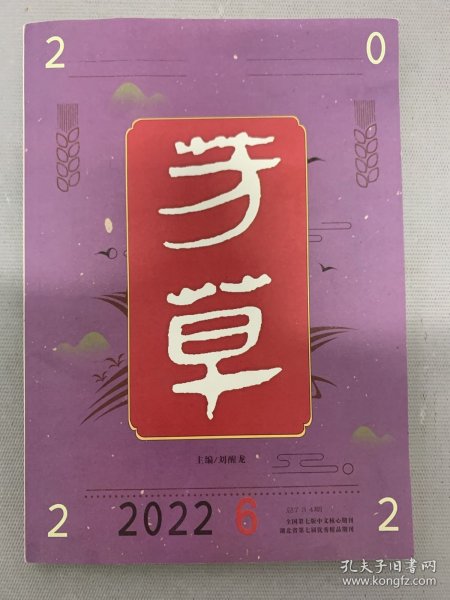 2 0
芳草
主编/刘醒龙
2 2
2022 6
全国第七版中文核心期刊
湖北省第七届优秀精品期刊
孔夫子旧书网
www.kongfz.com